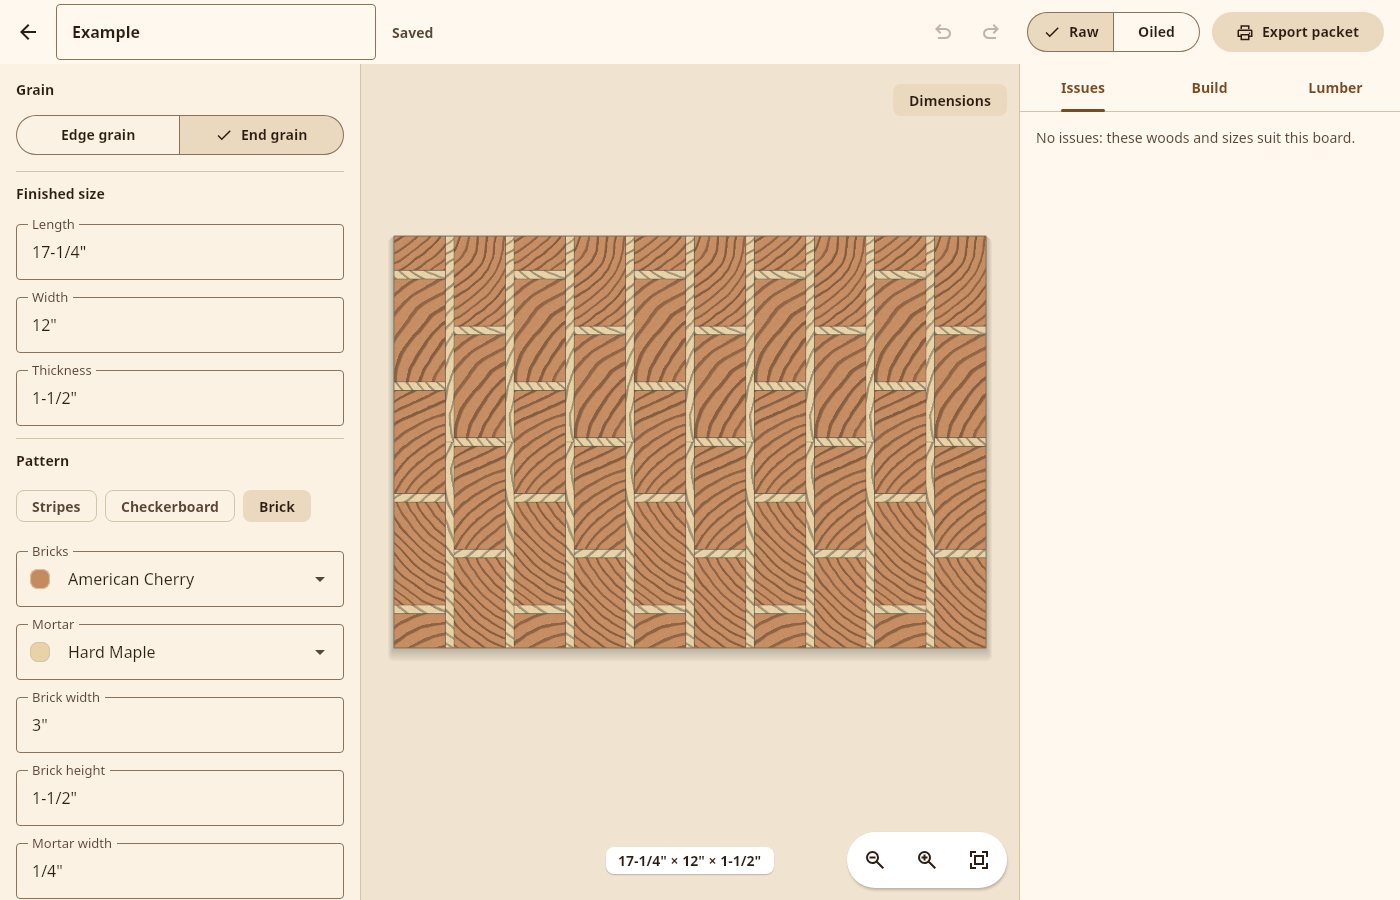 Example
Saved
Raw
Oiled
Export packet
Grain
Edge grain
End grain
Finished size
Length
17-1/4"
Width
12"
Thickness
1-1/2"
Pattern
Stripes
Checkerboard
Brick
Bricks
American Cherry
Mortar
Hard Maple
Brick width
3"
Brick height
1-1/2"
Mortar width
1/4"
Dimensions
17-1/4" × 12" × 1-1/2"
Issues
Build
Lumber
No issues: these woods and sizes suit this board.